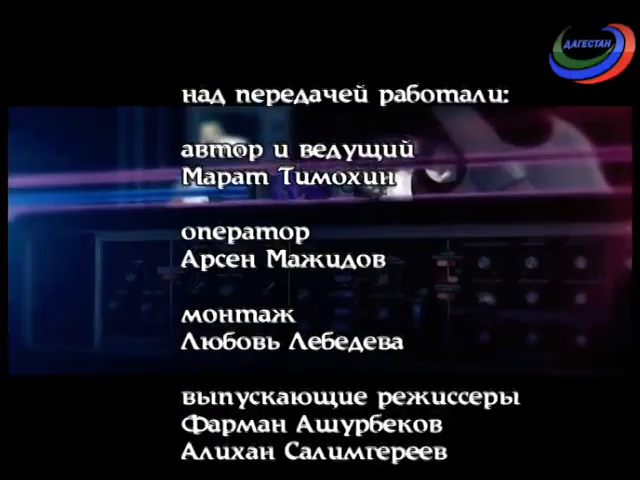 ДАГЕСТАН
над передачей работали:
автор и ведущий
Марат Тимохин
оператор
Арсен Мажидов
монтаж
Любовь Лебедева
выпускающие режиссеры
Фарман Ашурбеков
Алихан Салимгереев